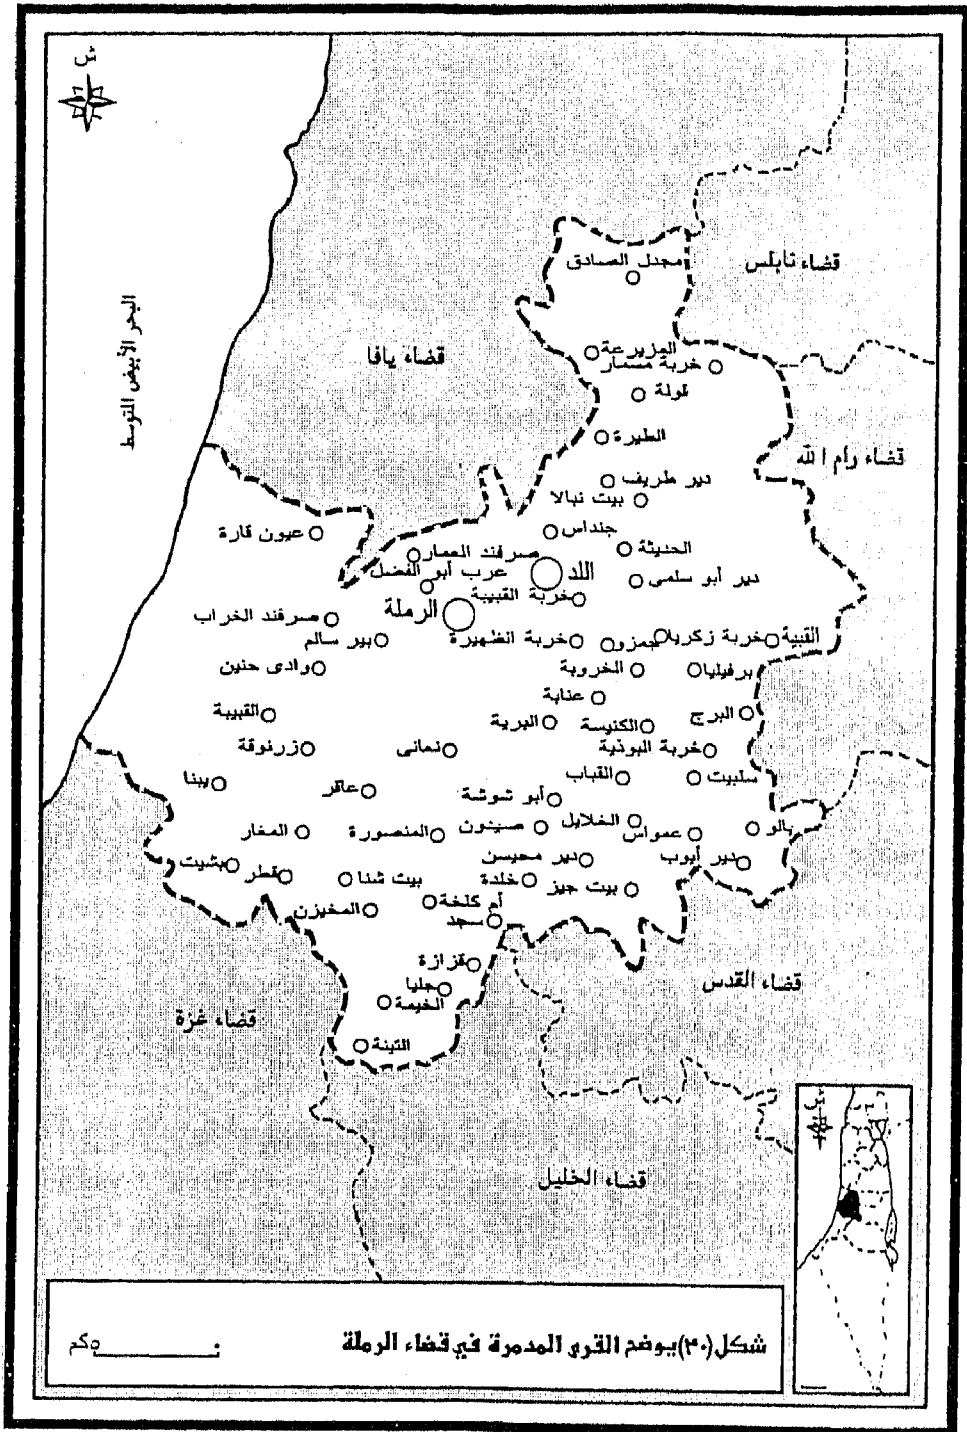 ش
قضاء نابلس
مجدل الصادق
البحر الأبيض المتوسط
قضاء يافا
المزيرعة
خربة مسمار
قولة
الطيرة
قضاء رام الله
دير طريف
بيت نبالا
جنداس
عيون قارة
الحديثة
صرفند العمار
اللد
دير أبو سلمى
عرب أبو الفضل
خربة القبيبة
الرملة
صرفند الخراب
بير سالم
خربة الظهيرة
جمزو
خربة زكريا
القبية
وادى حنين
الخروبة
برفيليا
عنابة
القبيبة
البرية
الكنيسة
البرج
زرنوقة
نعانى
خربة البوئية
يبنا
عاقر
القباب
سلبيت
أبو شوشة
المغار
المنصورة
صيدون
الخلايل
عمواس
يالو
بشيت
قطر
بيت شنا
دير محيسن
دير أيوب
خلدة
بيت جيز
المخيزن
أم كلخة
سجد
قزازة
جليا
الخيمة
التينة
قضاء غزة
قضاء القدس
قضاء الخليل
ش
شكل (٣٠) يوضح القرى المدمرة في قضاء الرملة
٠ ٥كم